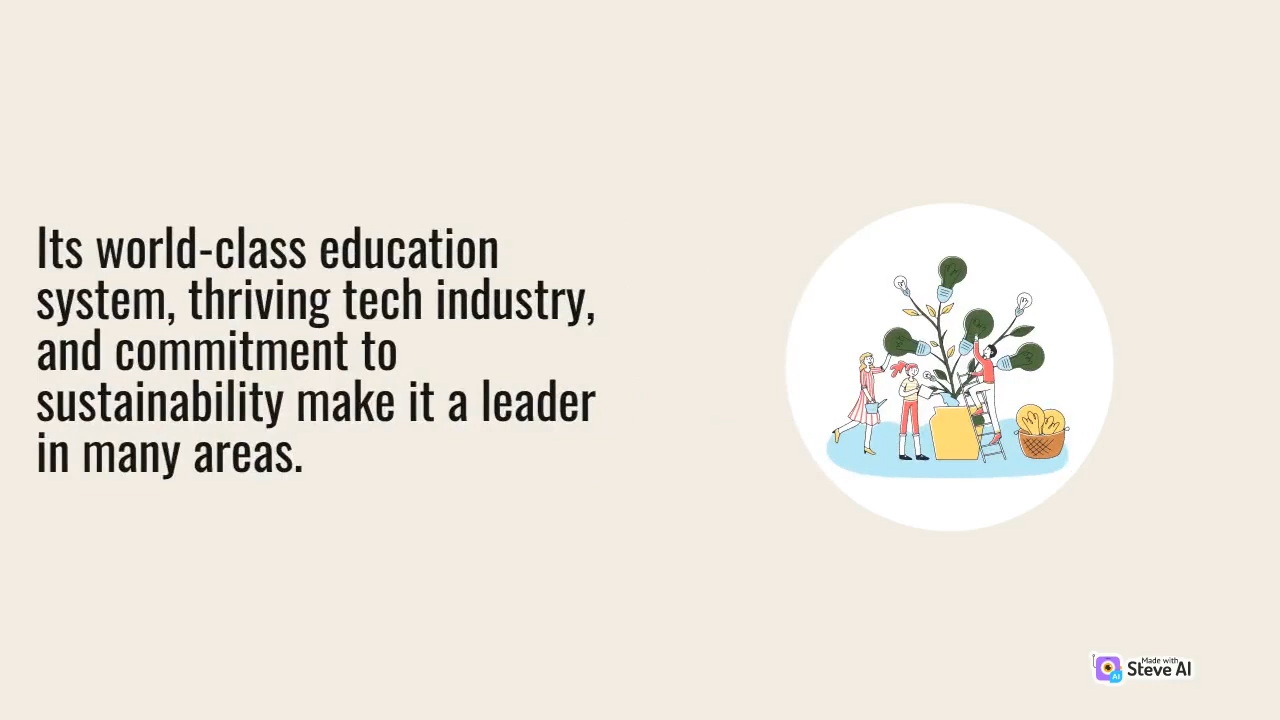 Its world-class education
system, thriving tech industry,
and commitment to
sustainability make it a leader
in many areas.
Made with
Steve AI
AI